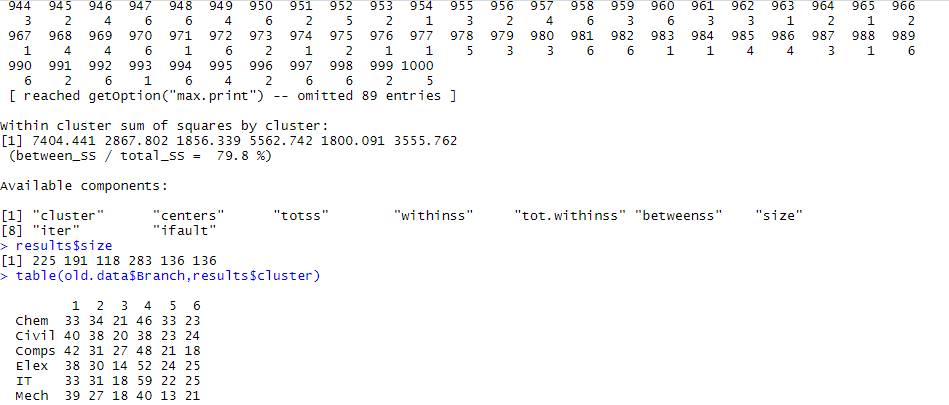 944 945 946 947 948 949 950 951 952 953 954 955 956 957 958 959 960 961 962 963 964 965 966
3 2 4 6 6 4 6 2 5 2 1 3 2 4 6 3 6 3 3 1 2 1 2
967 968 969 970 971 972 973 974 975 976 977 978 979 980 981 982 983 984 985 986 987 988 989
1 4 4 6 1 6 2 1 2 1 1 5 3 3 6 6 1 1 4 4 3 1 6
990 991 992 993 994 995 996 997 998 999 1000
6 2 6 1 6 4 2 6 6 2 5
[ reached getOption("max.print") -- omitted 89 entries ]
Within cluster sum of squares by cluster:
[1] 7404.441 2867.802 1856.339 5562.742 1800.091 3555.762
(between_SS / total_SS = 79.8 %)
Available components:
[1] "cluster" "centers" "totss" "withinss" "tot.withinss" "betweenss" "size"
[8] "iter" "ifault"
> results$size
[1] 225 191 118 283 136 136
> table(old.data$Branch,results$cluster)
1 2 3 4 5 6
Chem 33 34 21 46 33 23
Civil 40 38 20 38 23 24
Comps 42 31 27 48 21 18
Elex 38 30 14 52 24 25
IT 33 31 18 59 22 25
Mech 39 27 18 40 13 21